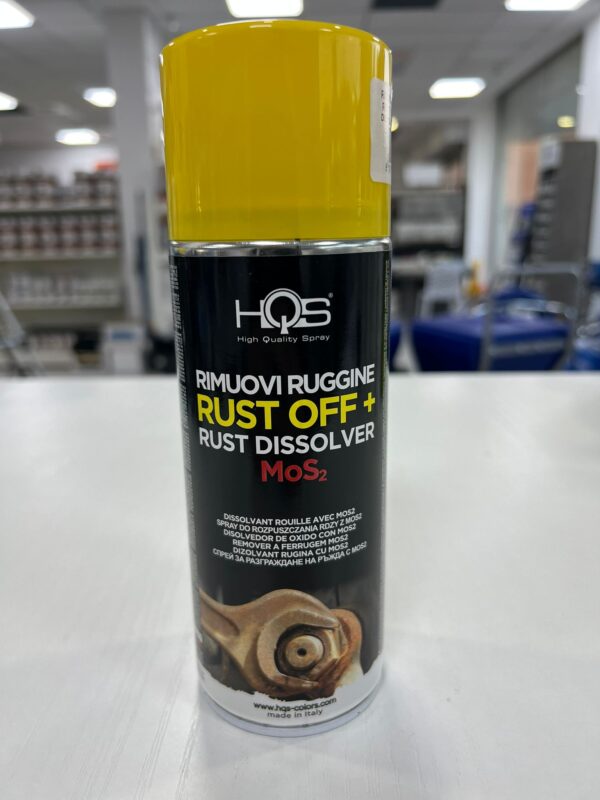 HQS®
High Quality Spray
RIMUOVI RUGGINE
RUST OFF +
RUST DISSOLVER
MoS₂
DISSOLVANT ROUILLE AVEC MOS2
SPRAY DO ROZPUSZCZANIA RDZY Z MOS2
DISOLVEDOR DE OXIDO CON MOS2
REMOVER A FERRUGEM MOS2
DIZOLVANT RUGINA CU MOS2
СПРЕЙ ЗА РАЗГРАЖДАНЕ НА РЪЖДА С MOS2
www.hqs-colors.com
made in italy